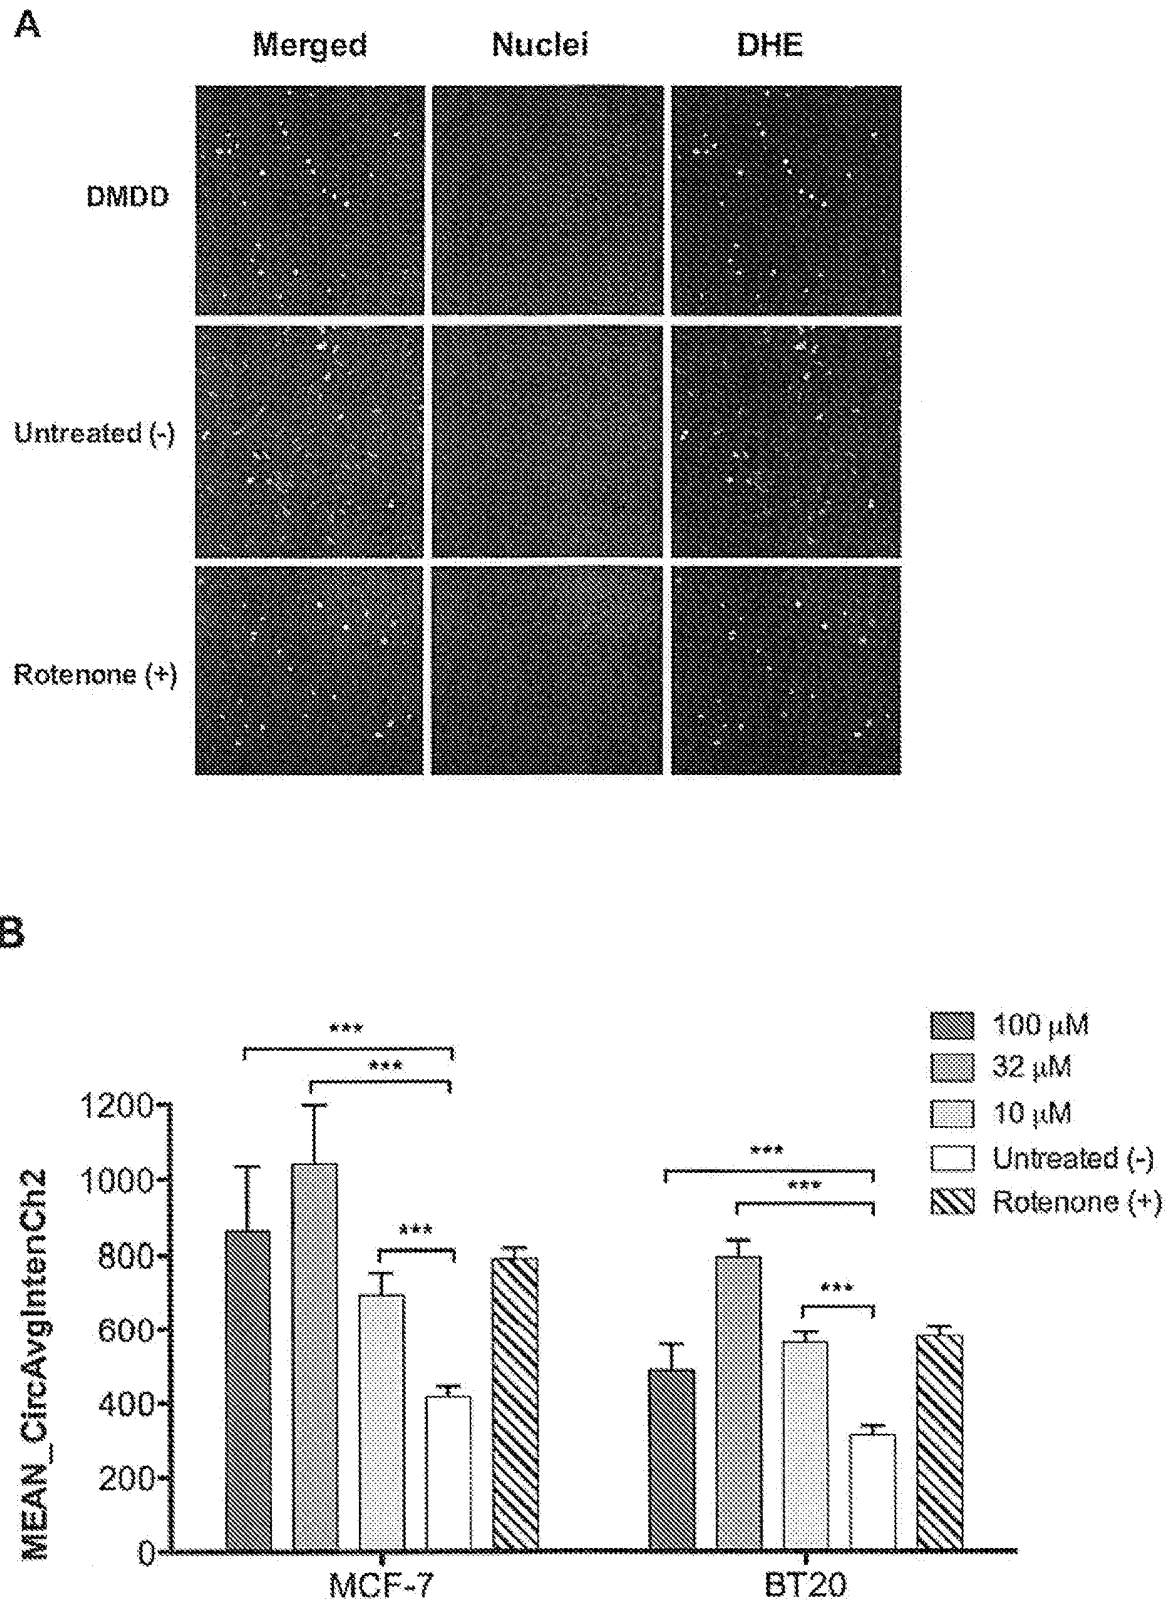 A
Merged Nuclei DHE
DMDD
Untreated (-)
Rotenone (+)
B
MEAN_CircAvgIntenCh2
1200
1000
800
600
400
200
0
***
***
***
***
***
***
MCF-7 BT20
100 µM
32 µM
10 µM
Untreated (-)
Rotenone (+)